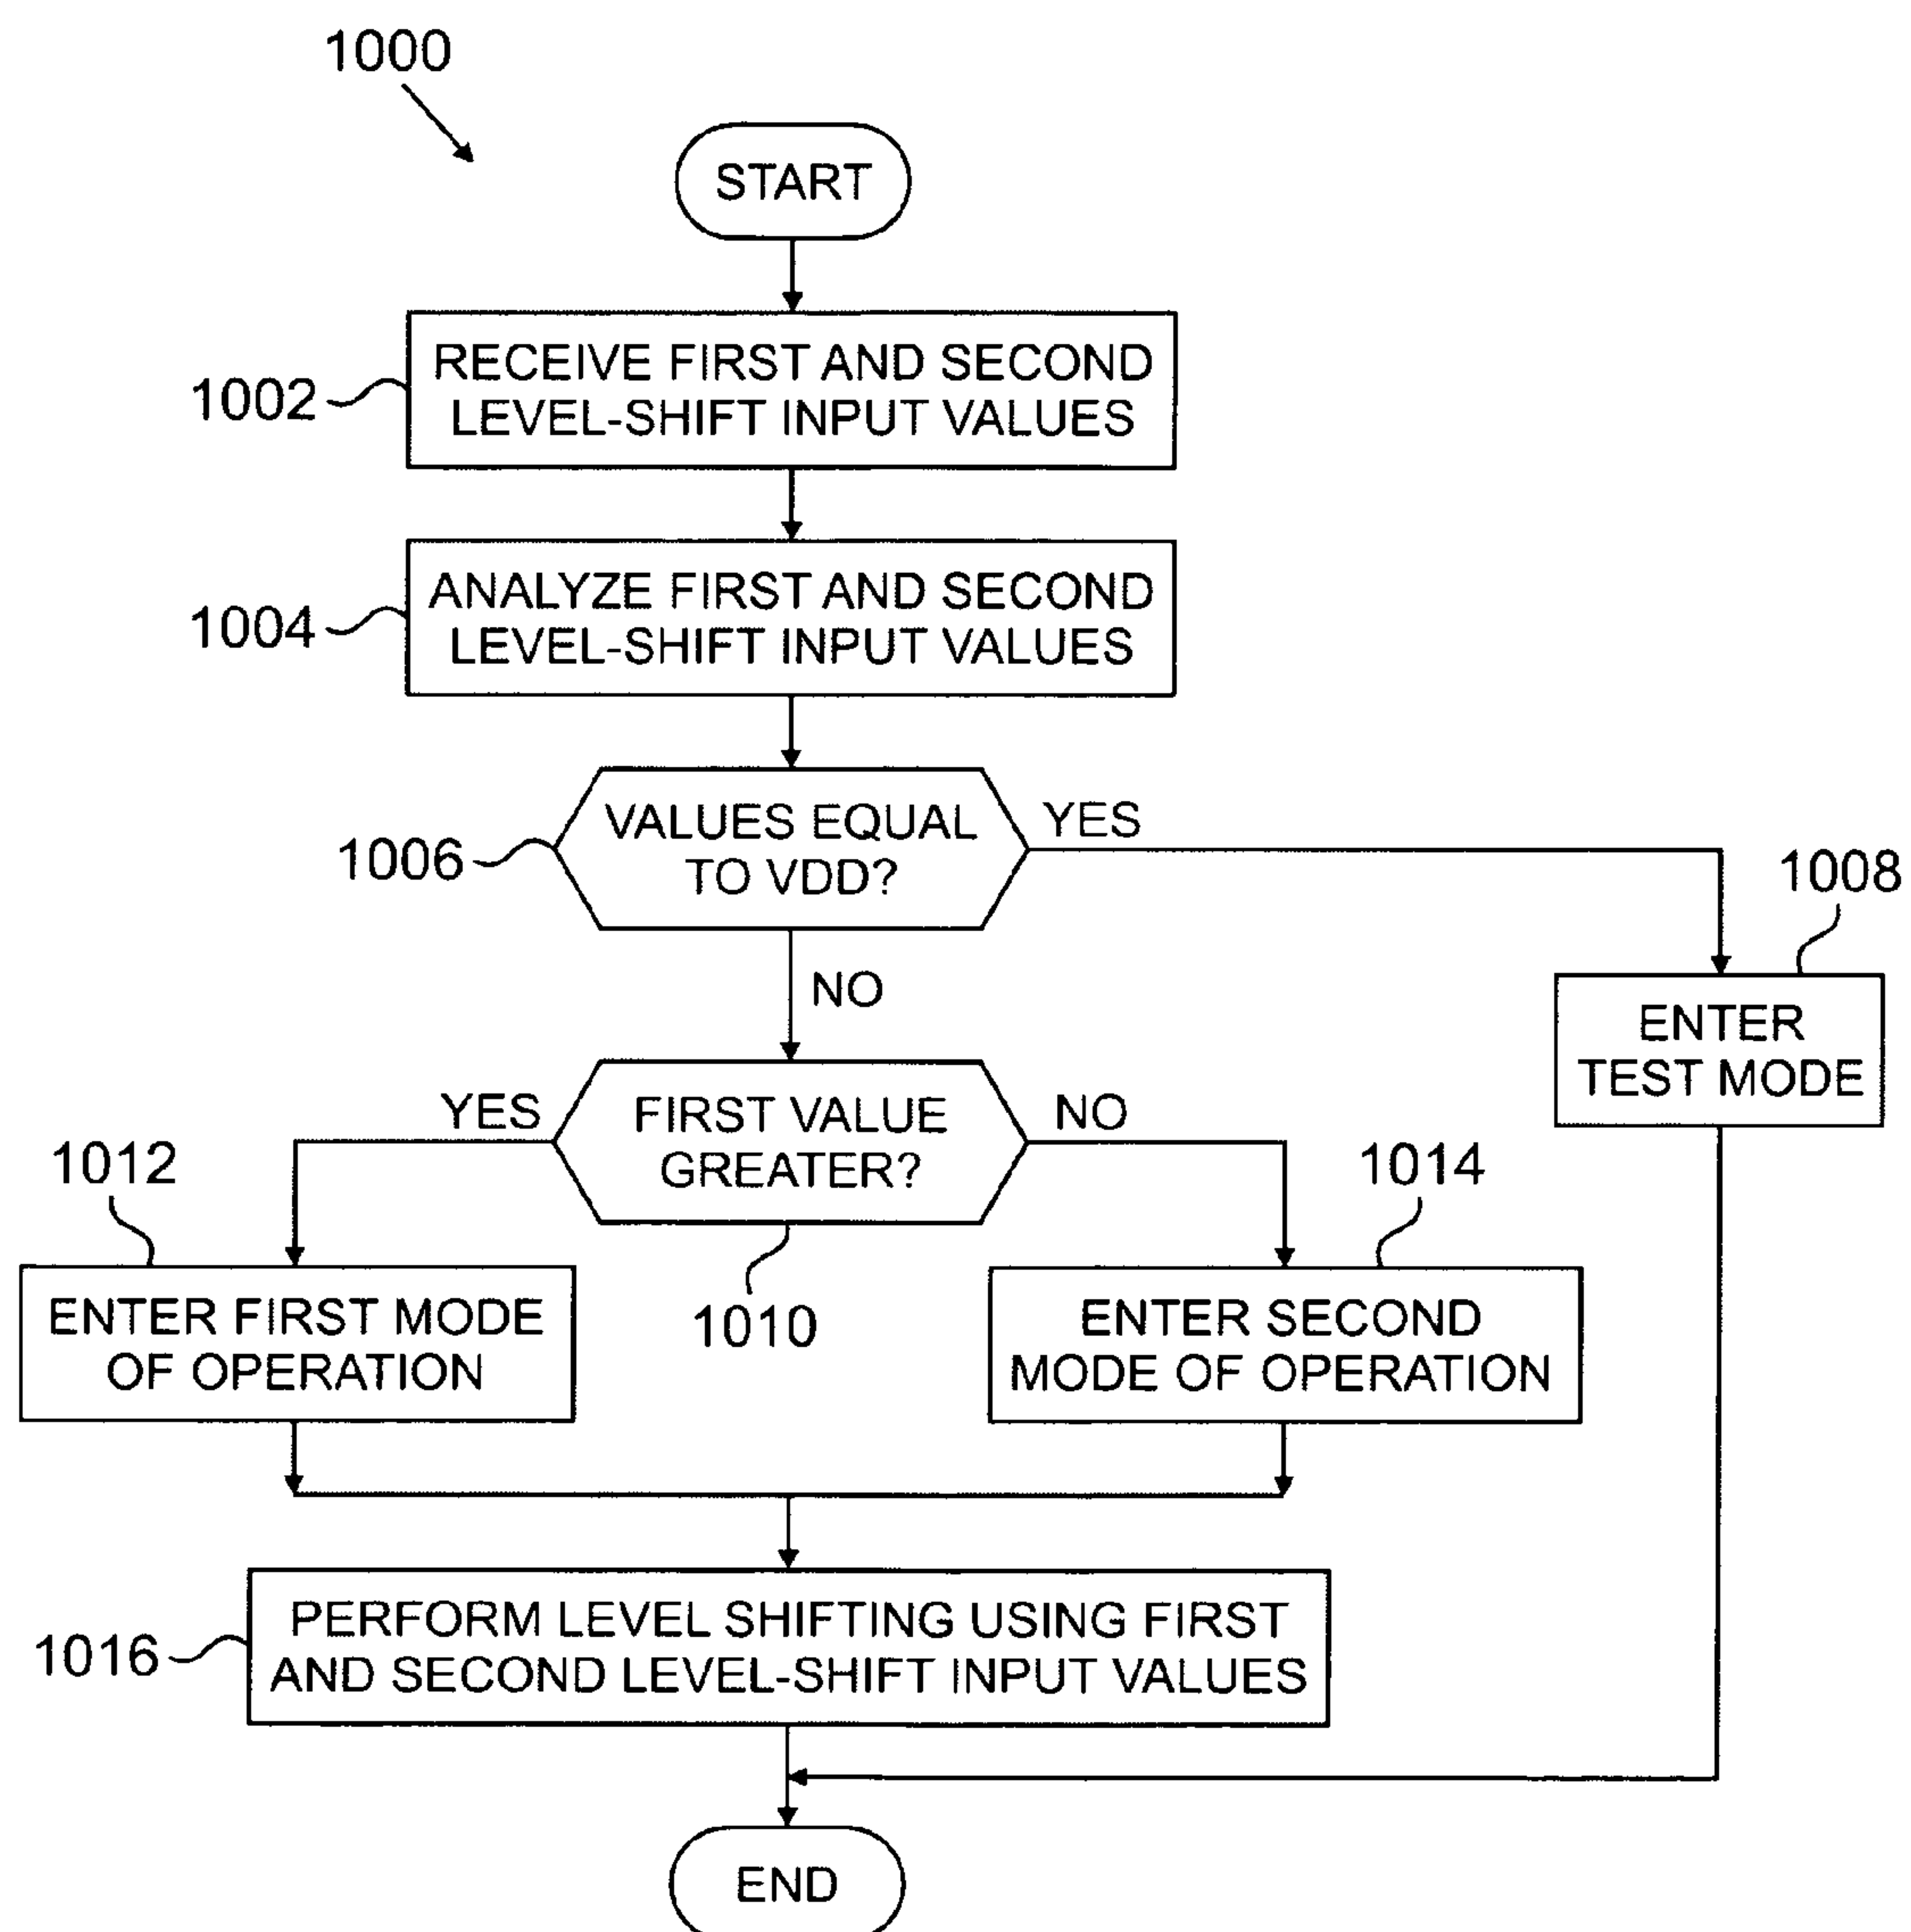 1000
START
RECEIVE FIRST AND SECOND
LEVEL-SHIFT INPUT VALUES
1002
ANALYZE FIRST AND SECOND
LEVEL-SHIFT INPUT VALUES
1004
VALUES EQUAL
TO VDD?
1006
YES
1008
NO
ENTER
TEST MODE
YES
FIRST VALUE
GREATER?
NO
1012
1014
1010
ENTER FIRST MODE
OF OPERATION
ENTER SECOND
MODE OF OPERATION
PERFORM LEVEL SHIFTING USING FIRST
AND SECOND LEVEL-SHIFT INPUT VALUES
1016
END